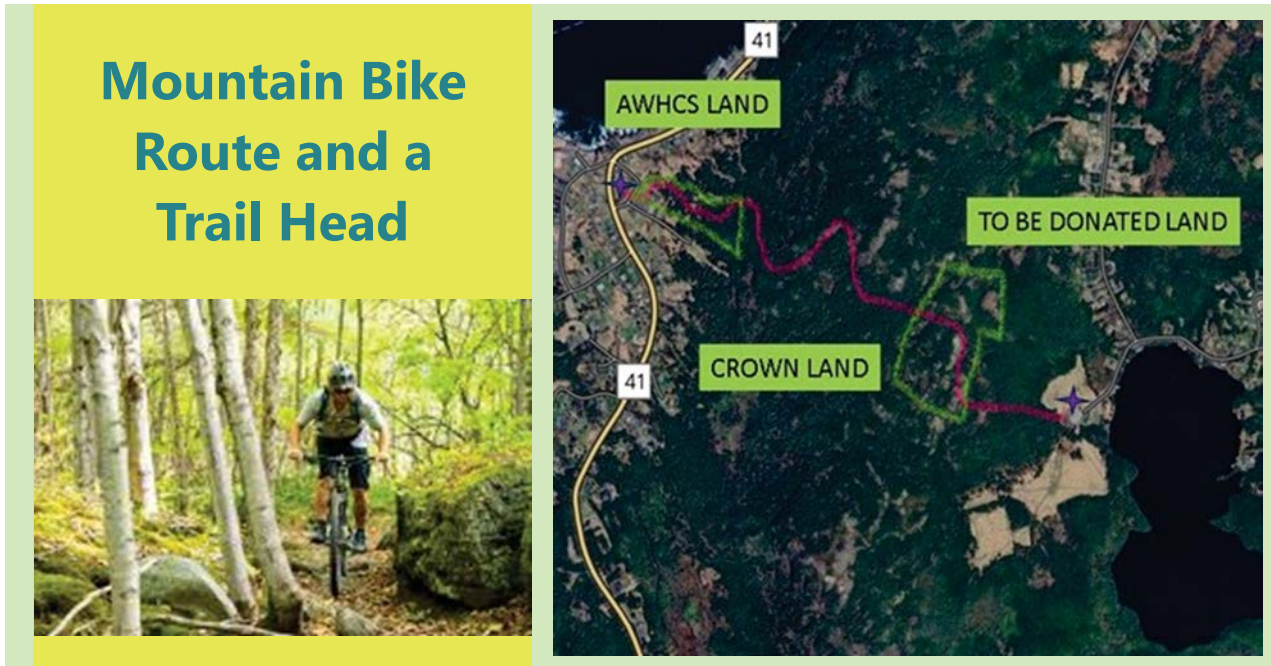 Mountain Bike
Route and a
Trail Head
41
AWHCS LAND
TO BE DONATED LAND
CROWN LAND
41